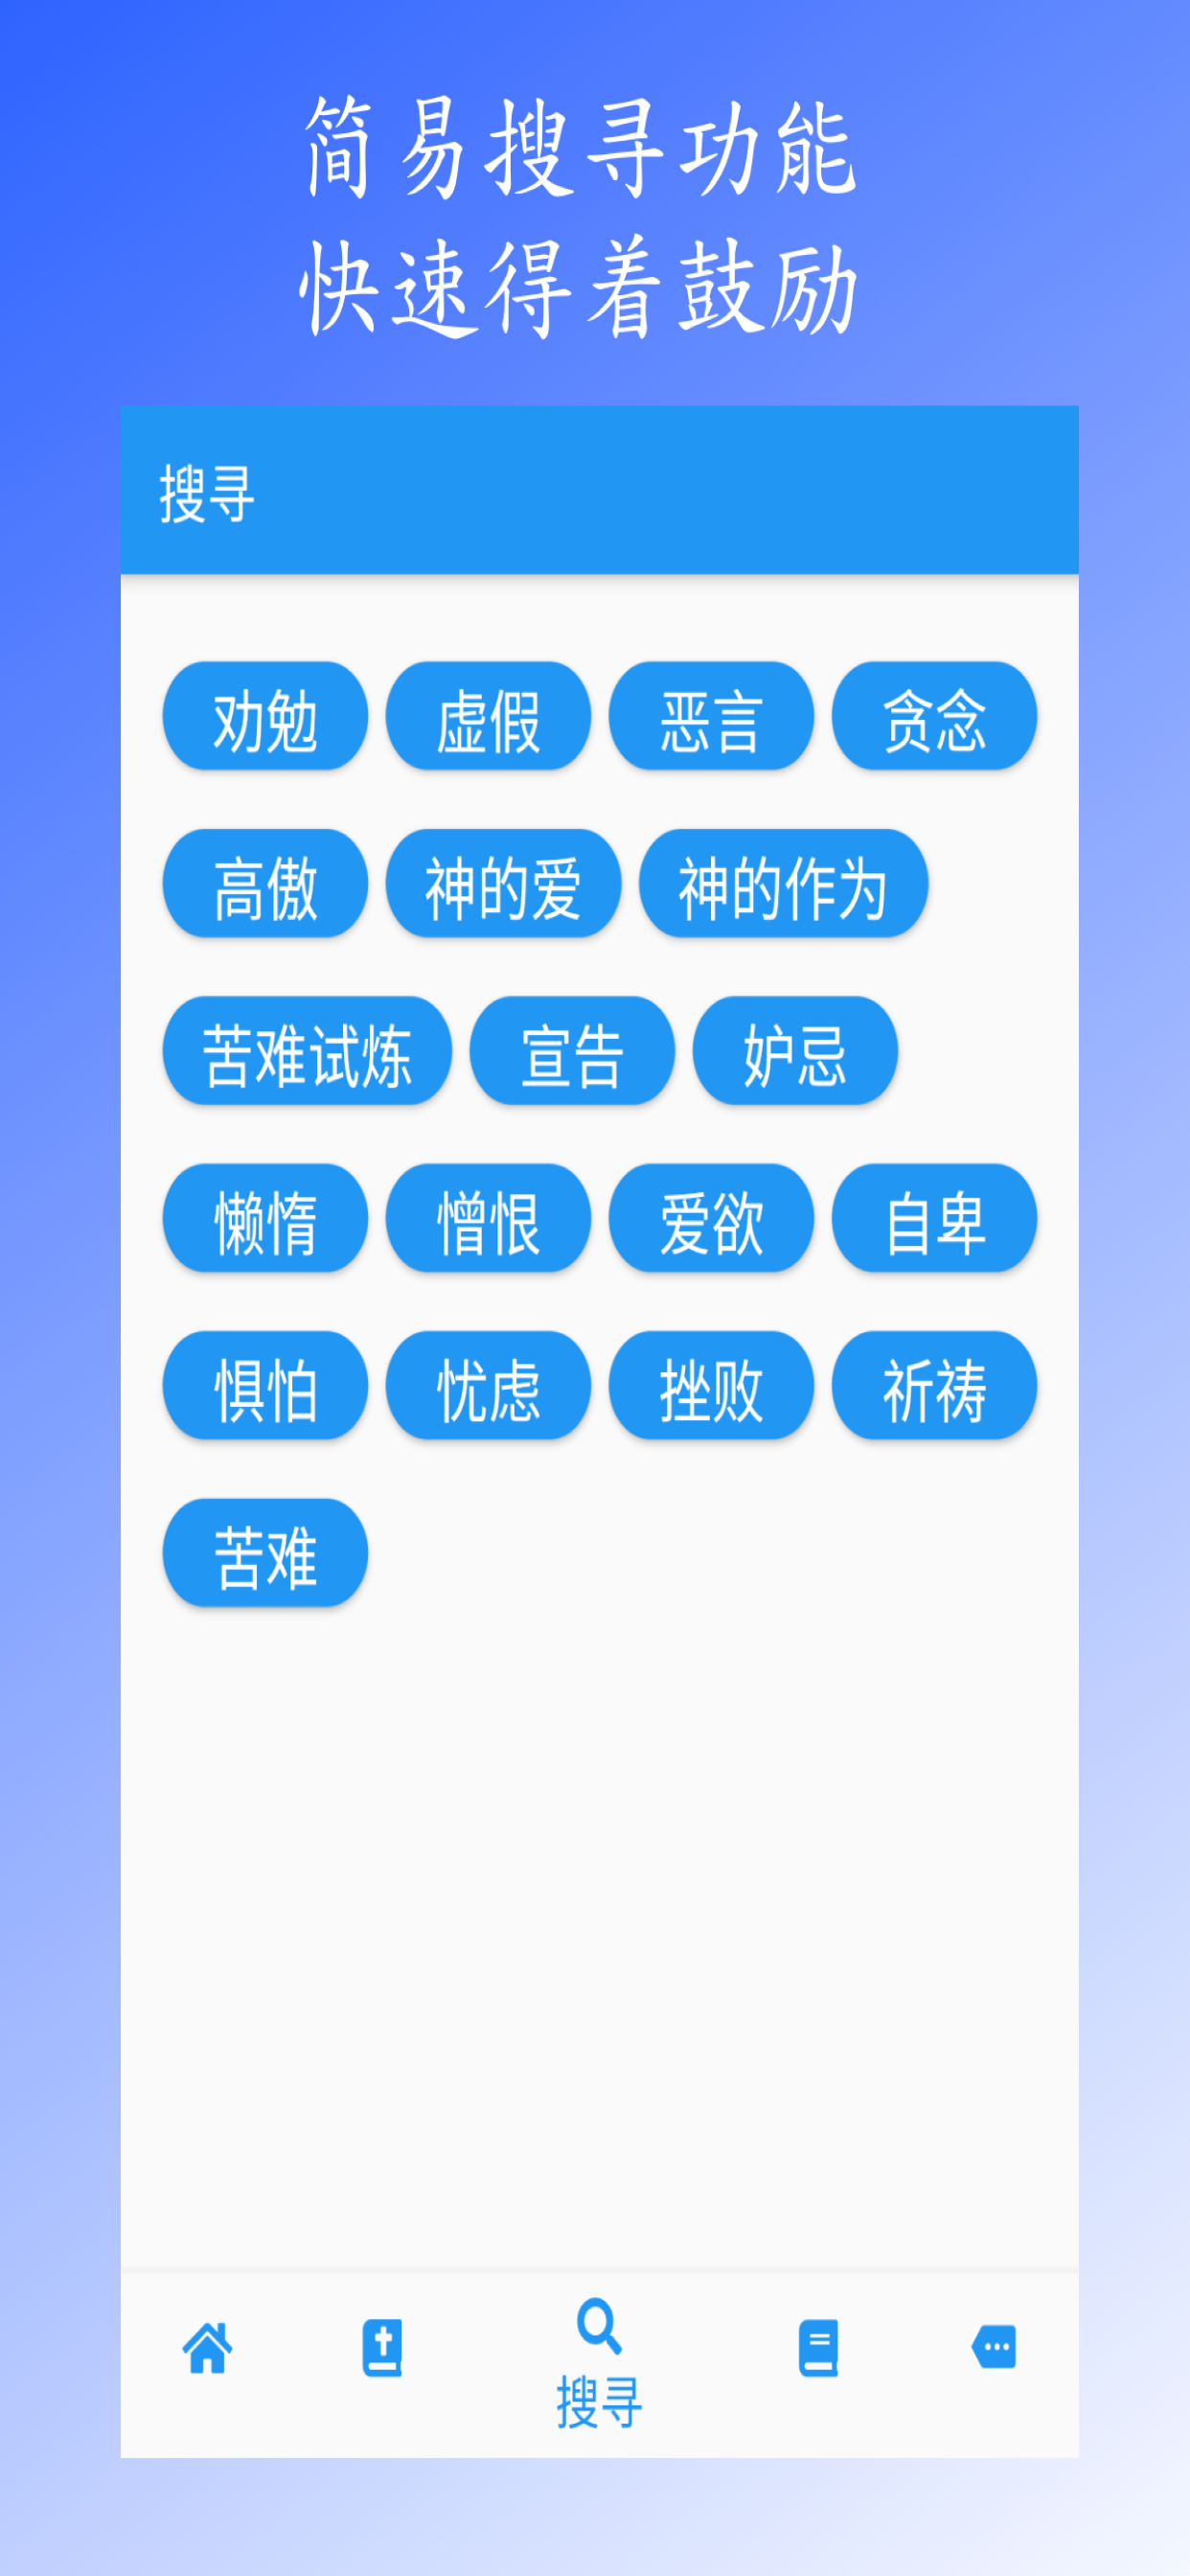 简易搜寻功能
快速得着鼓励
搜寻
劝勉 虚假 恶言 贪念
高傲 神的爱 神的作为
苦难试炼 宣告 妒忌
懒惰 憎恨 爱欲 自卑
惧怕 忧虑 挫败 祈祷
苦难
搜寻